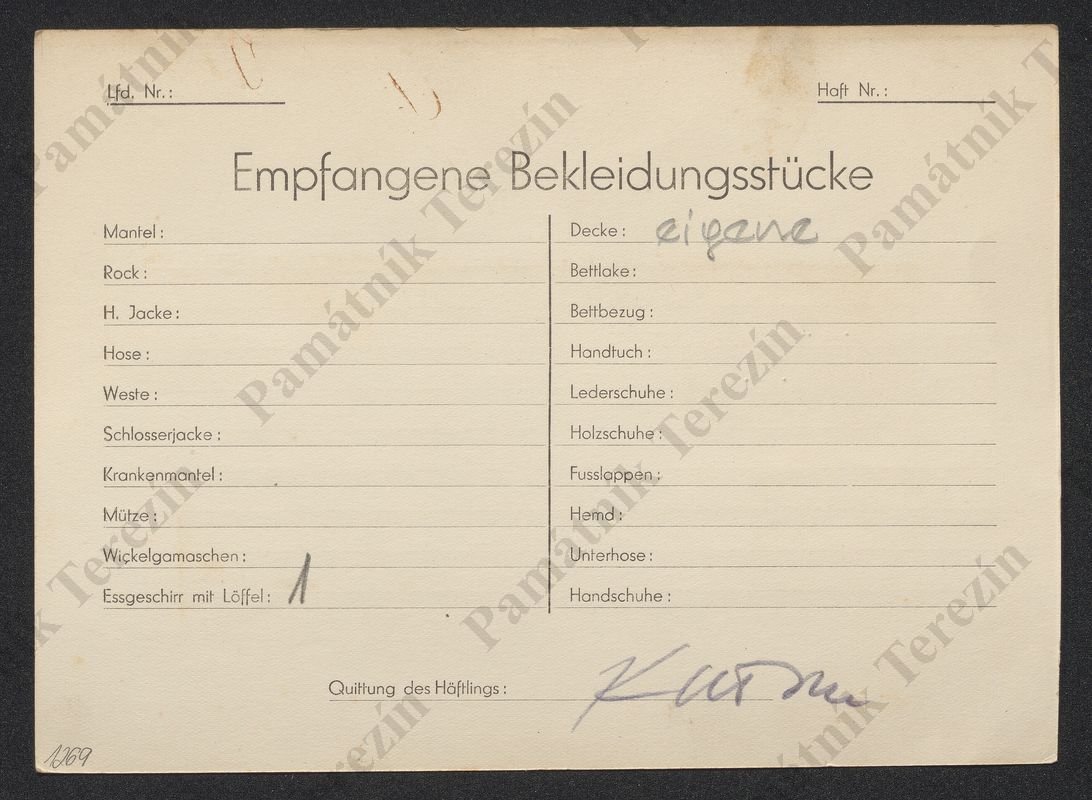 Lfd. Nr.:
Haft Nr.:
Empfangene Bekleidungsstücke
Mantel:
Rock:
H. Jacke:
Hose:
Weste:
Schlosserjacke:
Krankenmantel:
Mütze:
Wickelgamaschen:
Essgeschirr mit Löffel: 1
Decke: eigene
Bettlake:
Bettbezug:
Handtuch:
Lederschuhe:
Holzschuhe:
Fusslappen:
Hemd:
Unterhose:
Handschuhe:
Quittung des Häftlings:
1269
Památník Terezín